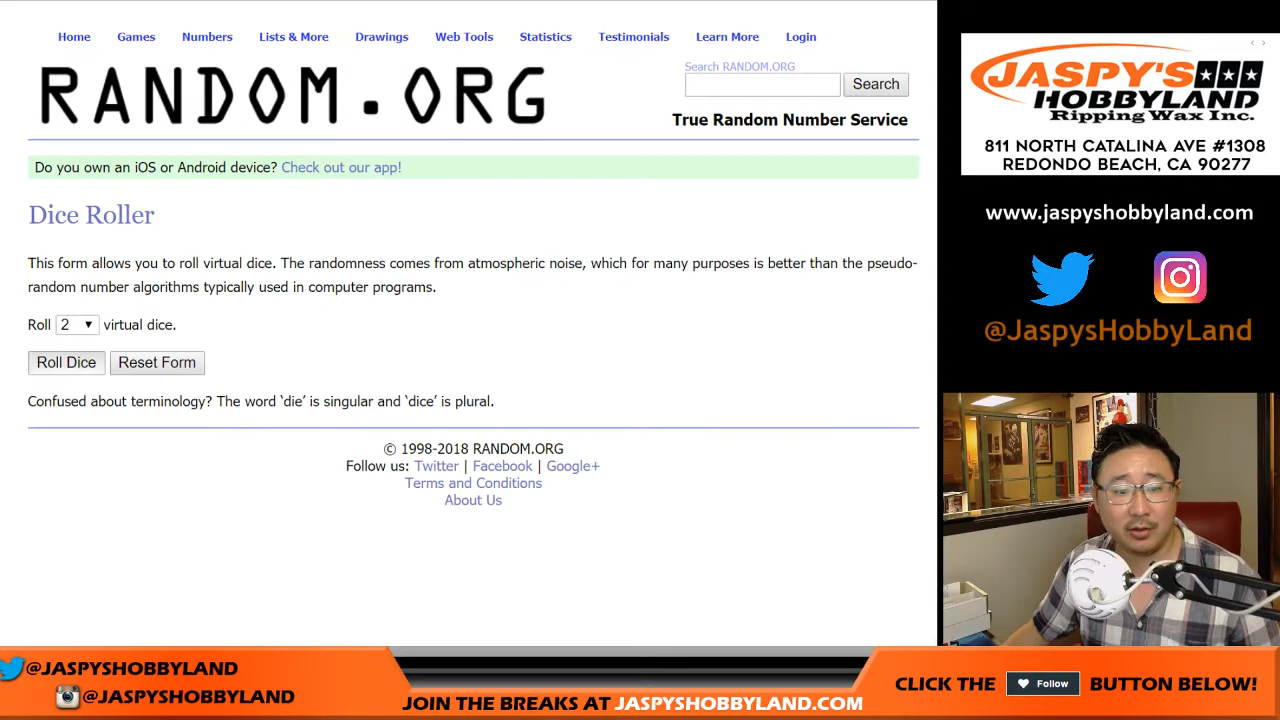 Home Games Numbers Lists & More Drawings Web Tools Statistics Testimonials Learn More Login
RANDOM.ORG
Search RANDOM.ORG
Search
True Random Number Service
Do you own an iOS or Android device? Check out our app!
Dice Roller
This form allows you to roll virtual dice. The randomness comes from atmospheric noise, which for many purposes is better than the pseudo-
random number algorithms typically used in computer programs.
Roll 2 virtual dice.
Roll Dice Reset Form
Confused about terminology? The word ‘die’ is singular and ‘dice’ is plural.
© 1998-2018 RANDOM.ORG
Follow us: Twitter | Facebook | Google+
Terms and Conditions
About Us
JASPY'S
HOBBYLAND
Ripping Wax Inc.
811 NORTH CATALINA AVE #1308
REDONDO BEACH, CA 90277
www.jaspyshobbyland.com
@JaspysHobbyLand
@JASPYSHOBBYLAND
@JASPYSHOBBYLAND
JOIN THE BREAKS AT JASPYSHOBBYLAND.COM
CLICK THE Follow BUTTON BELOW!